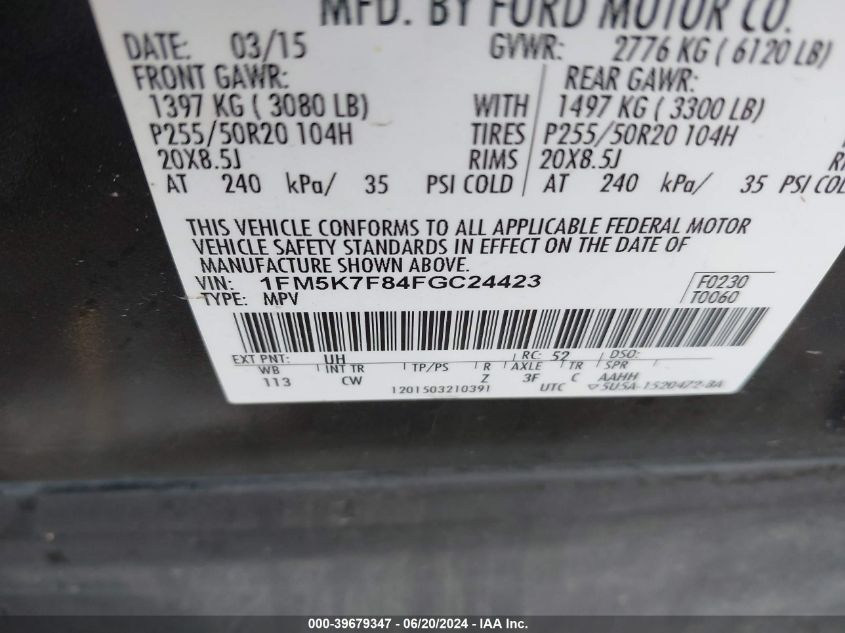 MFD. BY FORD MOTOR CO.
DATE: 03/15 GVWR: 2776 KG ( 6120 LB)
FRONT GAWR: REAR GAWR:
1397 KG ( 3080 LB) WITH 1497 KG ( 3300 LB)
P255/50R20 104H TIRES P255/50R20 104H
20X8.5J RIMS 20X8.5J
AT 240 kPa/ 35 PSI COLD AT 240 kPa/ 35 PSI
THIS VEHICLE CONFORMS TO ALL APPLICABLE FEDERAL MOTOR
VEHICLE SAFETY STANDARDS IN EFFECT ON THE DATE OF
MANUFACTURE SHOWN ABOVE.
VIN: 1FM5K7F84FGC24423 F0230
TYPE: MPV T0060
EXT PNT: UH RC: 52 DSO:
WB INT TR TP/PS R AXLE TR SPR
113 CW Z 3F C AAHH
1201503210391 UTC 5U5A-1520472-BA
000-39679347 - 06/20/2024 - IAA Inc.